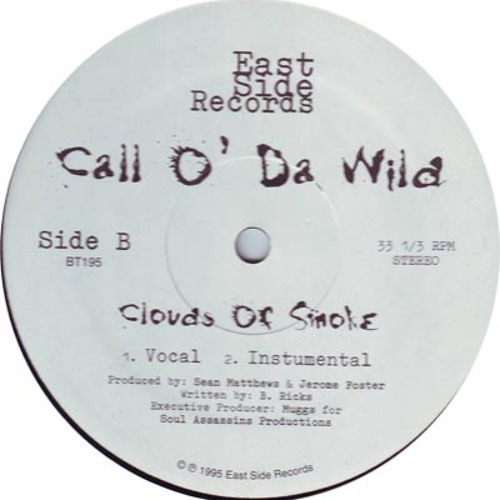 East
Side
Records
Call O' Da Wild
Side B
BT195
33 1/3 RPM
STEREO
Clouds Of Smoke
1. Vocal 2. Instumental
Produced by: Sean Matthews & Jerome Foster
Written by: B. Ricks
Executive Producer: Muggs for
Soul Assassins Productions
© ℗ 1995 East Side Records